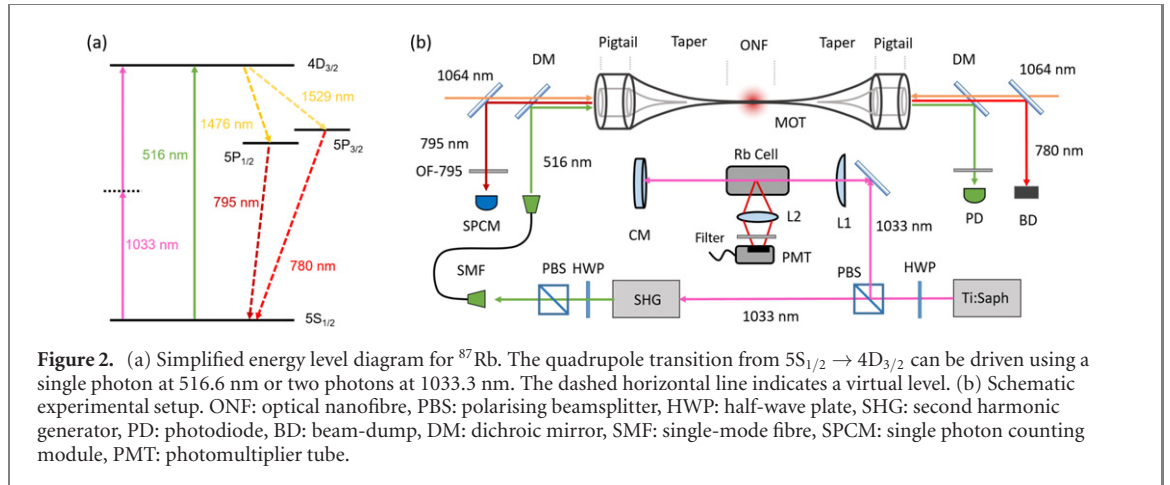 (a)
4D3/2
1529 nm
1476 nm
516 nm
5P3/2
5P1/2
795 nm
1033 nm
780 nm
5S1/2
(b)
Pigtail Taper ONF Taper Pigtail
DM DM
1064 nm 1064 nm
MOT
795 nm 516 nm 780 nm
Rb Cell
OF-795
SPCM CM L2 L1 PD BD
1033 nm
Filter
PMT
SMF PBS HWP PBS HWP
SHG Ti:Saph
1033 nm
Figure 2. (a) Simplified energy level diagram for 87Rb. The quadrupole transition from 5S1/2 → 4D3/2 can be driven using a
single photon at 516.6 nm or two photons at 1033.3 nm. The dashed horizontal line indicates a virtual level. (b) Schematic
experimental setup. ONF: optical nanofibre, PBS: polarising beamsplitter, HWP: half-wave plate, SHG: second harmonic
generator, PD: photodiode, BD: beam-dump, DM: dichroic mirror, SMF: single-mode fibre, SPCM: single photon counting
module, PMT: photomultiplier tube.